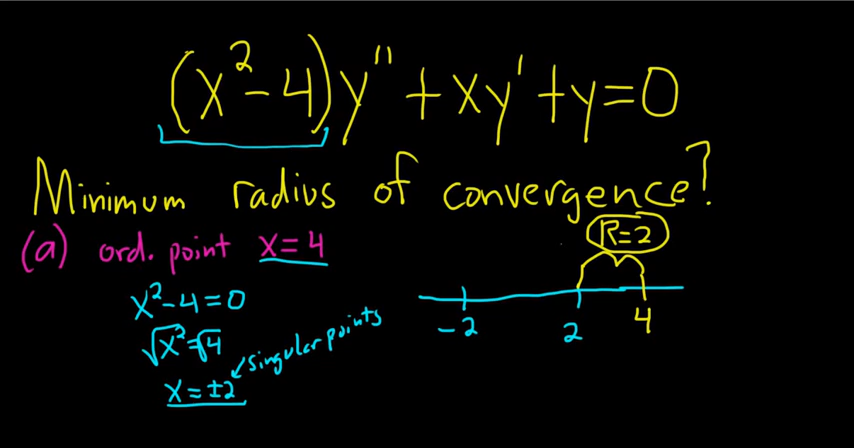 (x²-4)y'' + xy' + y = 0
Minimum radius of convergence?
(a) ord. point x = 4
R=2
x²-4=0
√x²=√4
singular points
x = ±2
-2 2 4